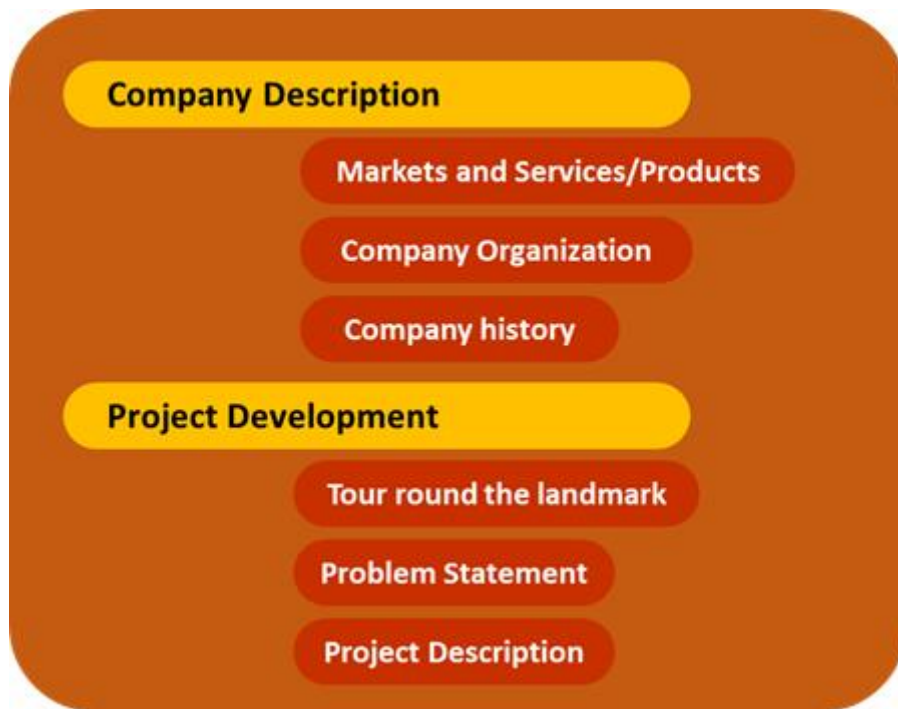 Company Description
Markets and Services/Products
Company Organization
Company history
Project Development
Tour round the landmark
Problem Statement
Project Description